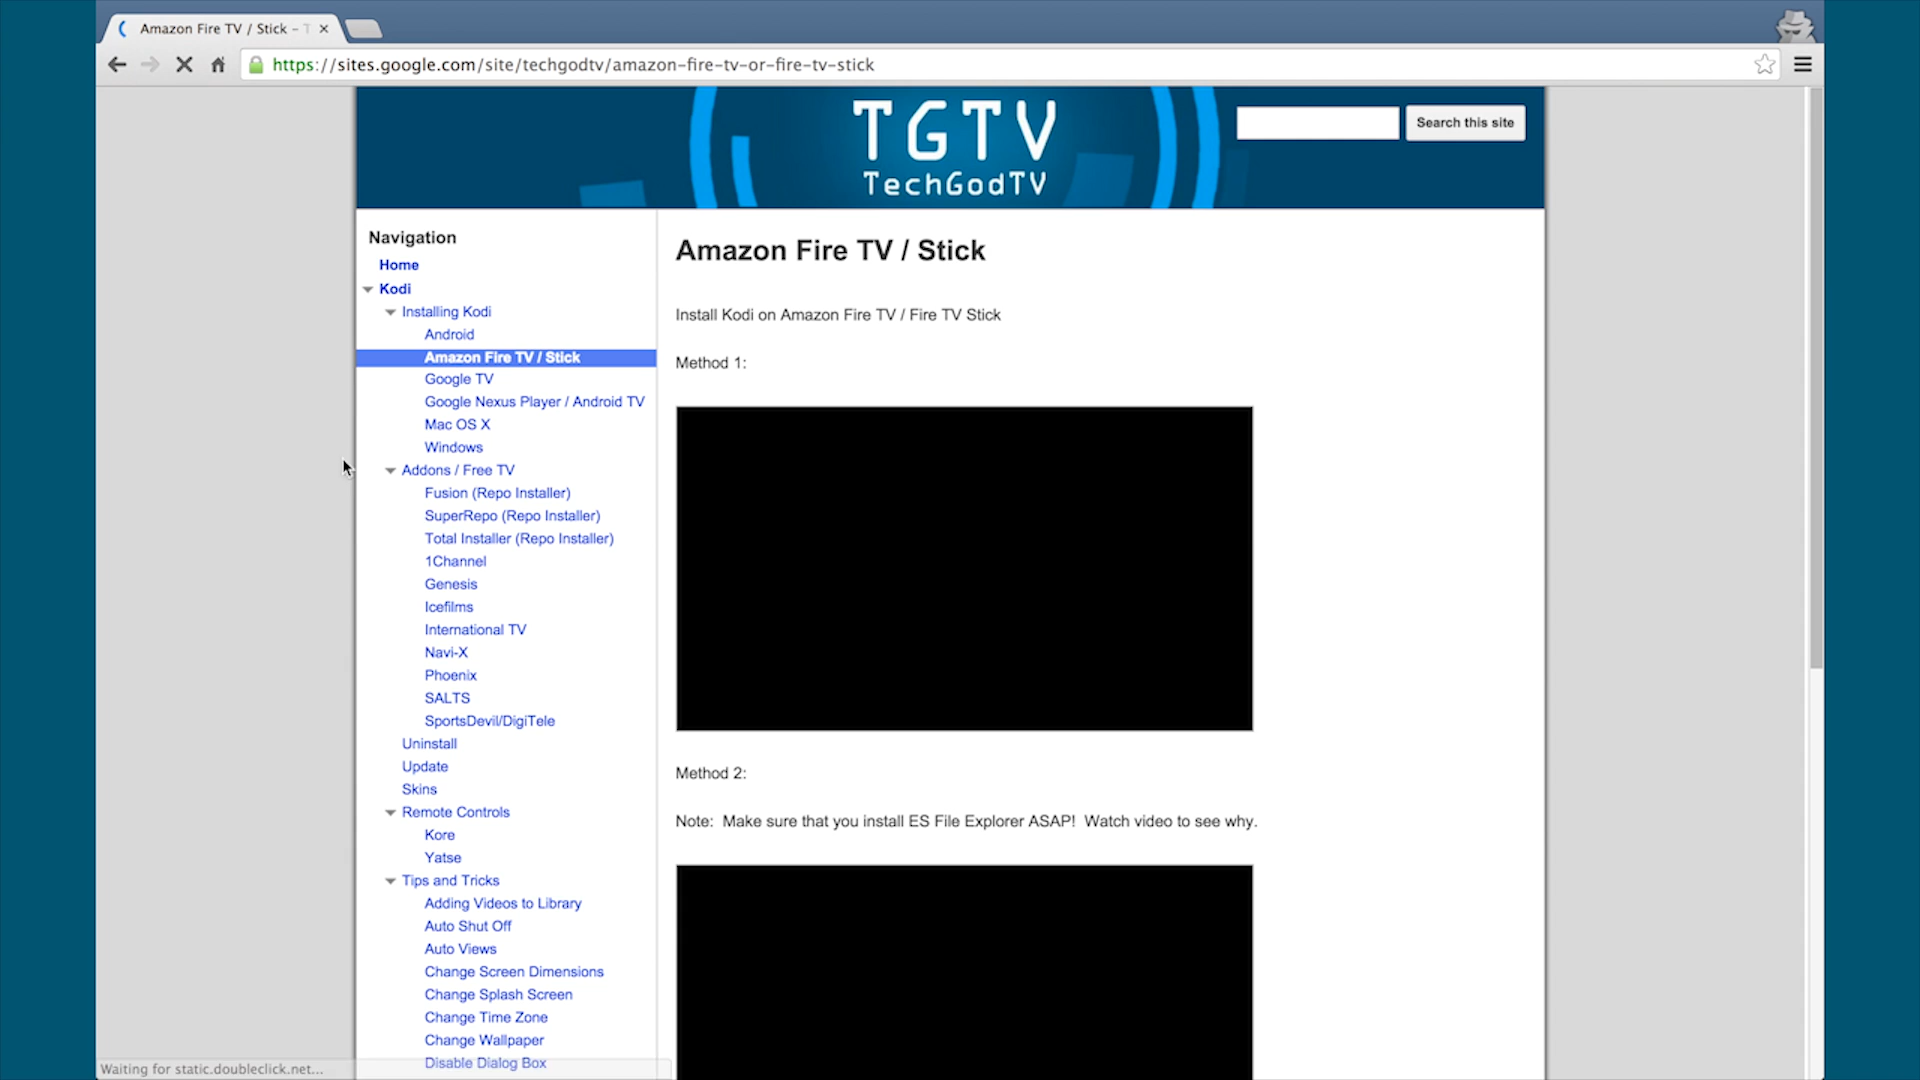 Amazon Fire TV / Stick -
https://sites.google.com/site/techgodtv/amazon-fire-tv-or-fire-tv-stick
TGTV
TechGodTV
Search this site
Navigation
Home
Kodi
Installing Kodi
Android
Amazon Fire TV / Stick
Google TV
Google Nexus Player / Android TV
Mac OS X
Windows
Addons / Free TV
Fusion (Repo Installer)
SuperRepo (Repo Installer)
Total Installer (Repo Installer)
1Channel
Genesis
Icefilms
International TV
Navi-X
Phoenix
SALTS
SportsDevil/DigiTele
Uninstall
Update
Skins
Remote Controls
Kore
Yatse
Tips and Tricks
Adding Videos to Library
Auto Shut Off
Auto Views
Change Screen Dimensions
Change Splash Screen
Change Time Zone
Change Wallpaper
Disable Dialog Box
Amazon Fire TV / Stick
Install Kodi on Amazon Fire TV / Fire TV Stick
Method 1:
Method 2:
Note: Make sure that you install ES File Explorer ASAP! Watch video to see why.
Waiting for static.doubleclick.net...